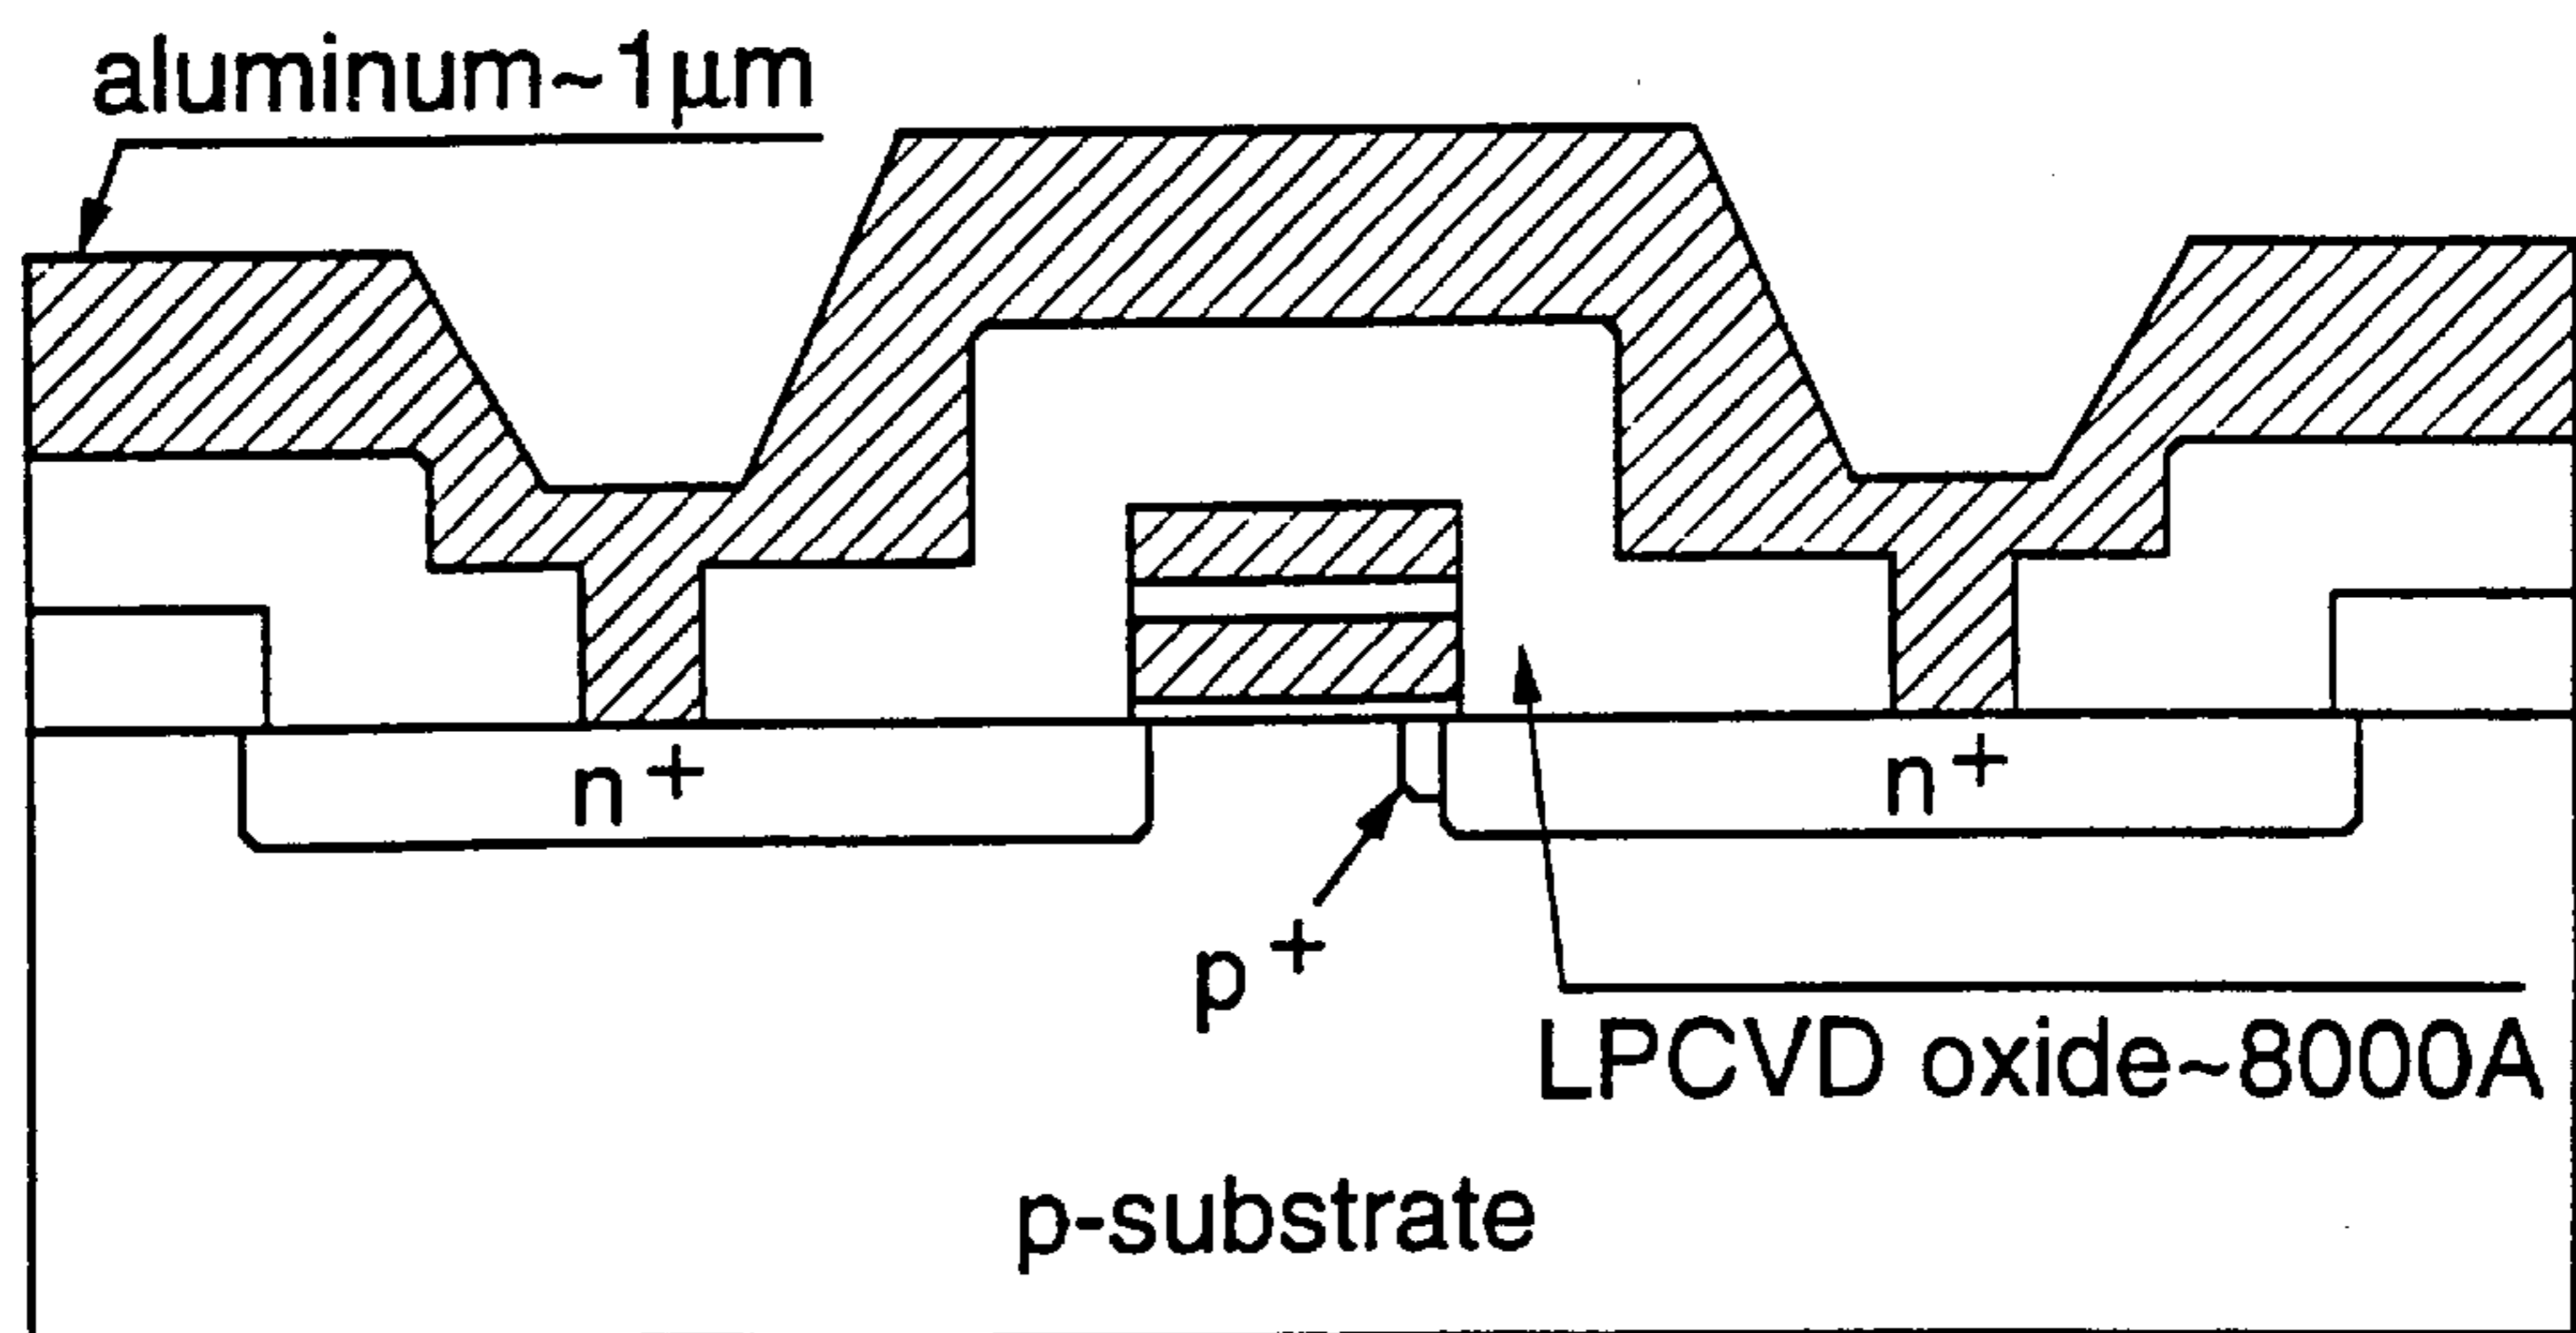 aluminum~1μm
n+
n+
p+
LPCVD oxide~8000A
p-substrate